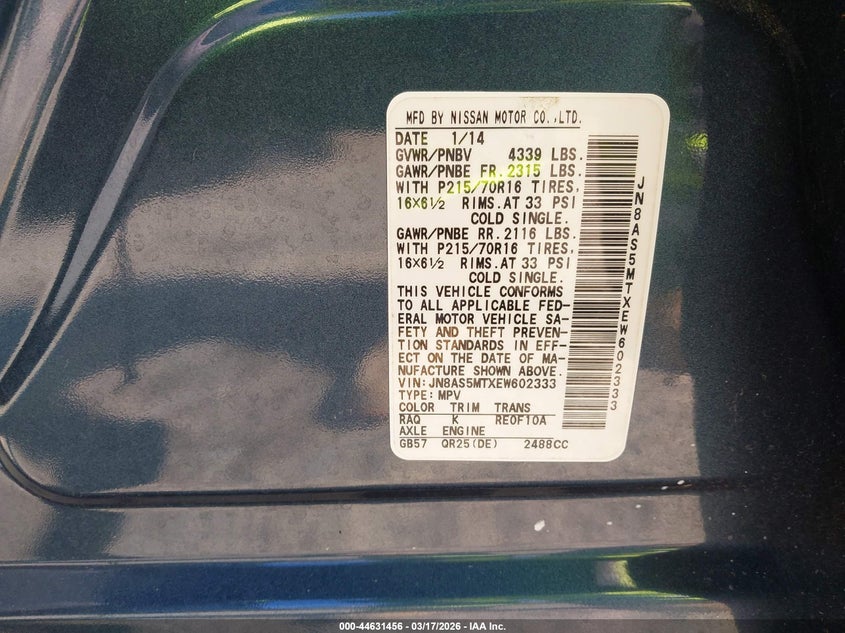 MFD BY NISSAN MOTOR CO.,LTD.
DATE 1/14
GVWR/PNBV 4339 LBS.
GAWR/PNBE FR. 2315 LBS.
WITH P215/70R16 TIRES,
16×6½ RIMS.AT 33 PSI
COLD SINGLE.
GAWR/PNBE RR. 2116 LBS.
WITH P215/70R16 TIRES,
16×6½ RIMS.AT 33 PSI
COLD SINGLE.
THIS VEHICLE CONFORMS
TO ALL APPLICABLE FED-
ERAL MOTOR VEHICLE SA-
FETY AND THEFT PREVEN-
TION STANDARDS IN EFF-
ECT ON THE DATE OF MA-
NUFACTURE SHOWN ABOVE.
VIN:JN8AS5MTXEW602333
TYPE:MPV
COLOR TRIM TRANS
RAQ K RE0F10A
AXLE ENGINE
GB57 QR25(DE) 2488CC
JN8AS5MTXEW602333
000-44631456 - 03/17/2026 - IAA Inc.